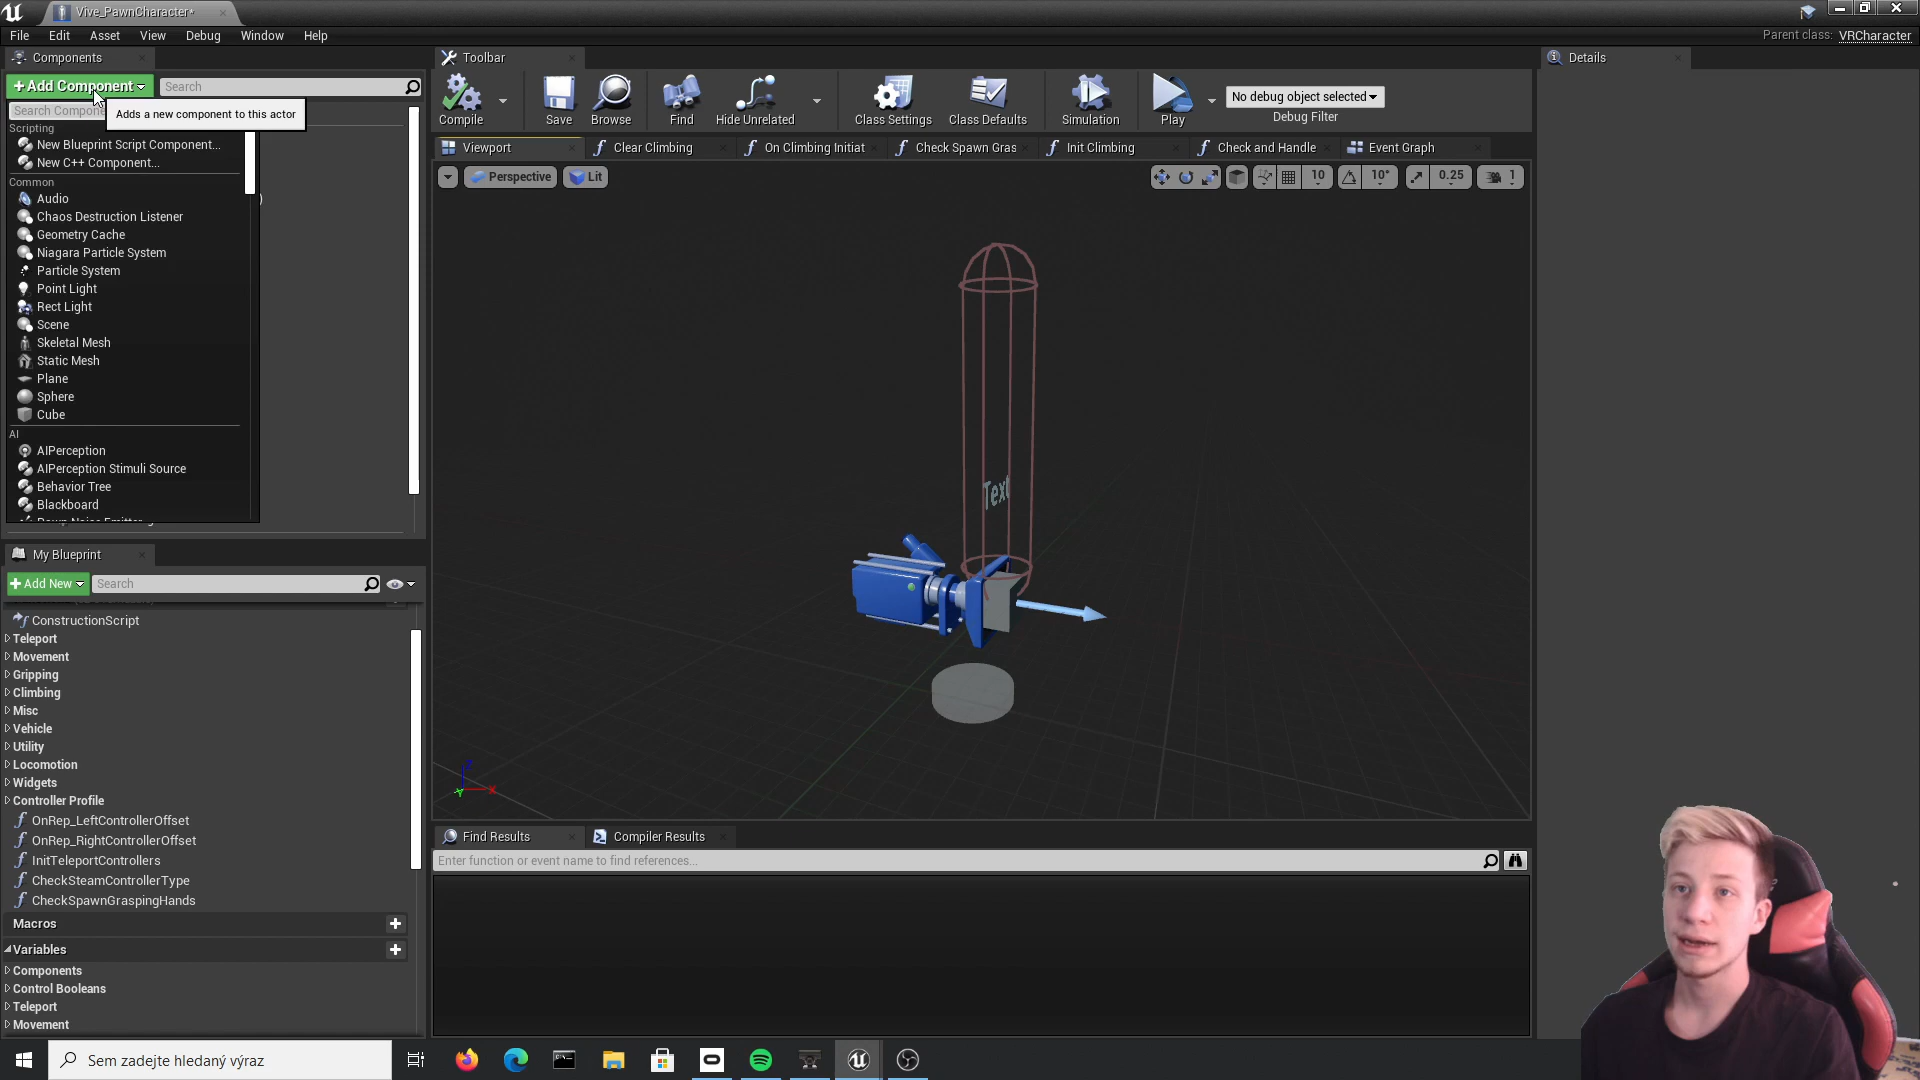 Vive_PawnCharacter*
File Edit Asset View Debug Window Help
Parent class: VRCharacter
Components
Toolbar
Details
+ Add Component
Search
Search Compone
Adds a new component to this actor
Scripting
New Blueprint Script Component...
New C++ Component...
Common
Audio
Chaos Destruction Listener
Geometry Cache
Niagara Particle System
Particle System
Point Light
Rect Light
Scene
Skeletal Mesh
Static Mesh
Plane
Sphere
Cube
AI
AIPerception
AIPerception Stimuli Source
Behavior Tree
Blackboard
Compile
Save
Browse
Find
Hide Unrelated
Class Settings
Class Defaults
Simulation
Play
No debug object selected
Debug Filter
Viewport
Clear Climbing
On Climbing Initiat
Check Spawn Gras
Init Climbing
Check and Handle
Event Graph
Perspective
Lit
10
10°
0.25
1
Text
My Blueprint
+ Add New
Search
ConstructionScript
Teleport
Movement
Gripping
Climbing
Misc
Vehicle
Utility
Locomotion
Widgets
Controller Profile
OnRep_LeftControllerOffset
OnRep_RightControllerOffset
InitTeleportControllers
CheckSteamControllerType
CheckSpawnGraspingHands
Macros
Variables
Components
Control Booleans
Teleport
Movement
Find Results
Compiler Results
Enter function or event name to find references...
Sem zadejte hledaný výraz